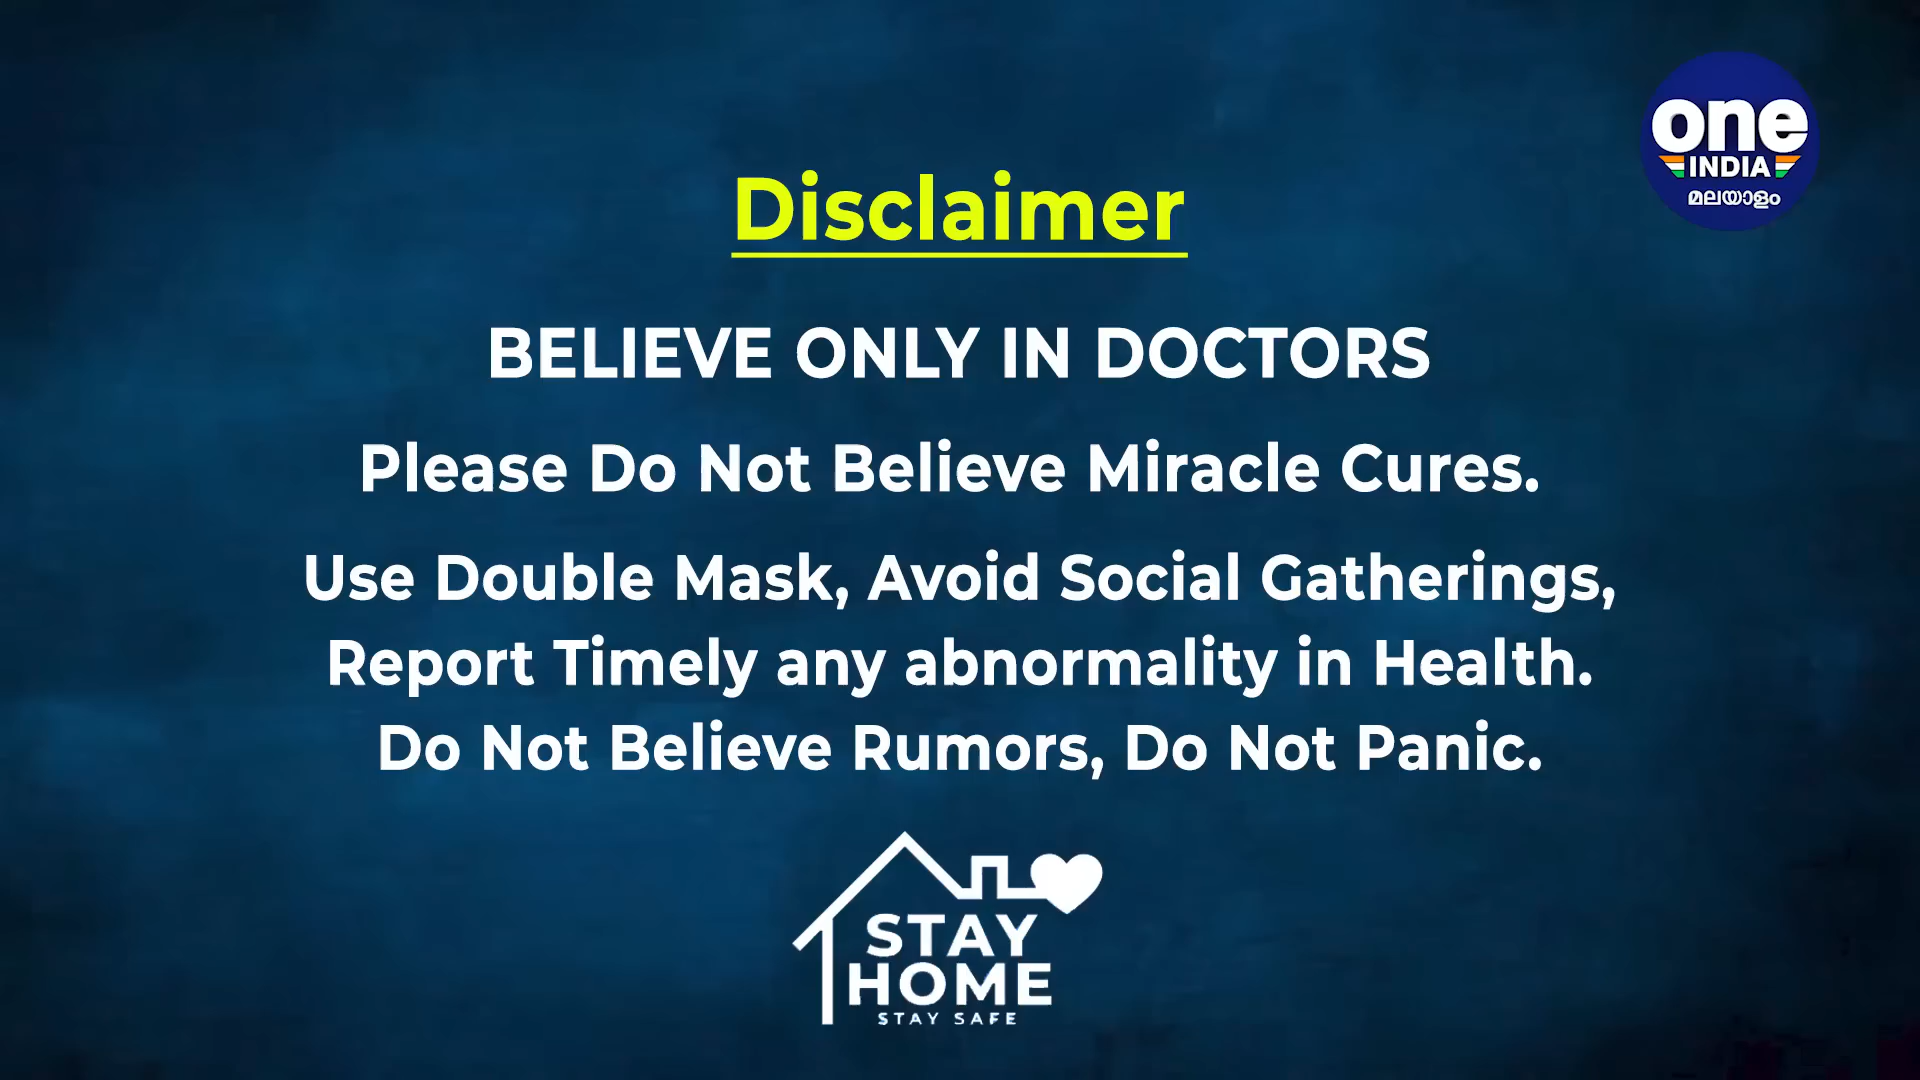 one
INDIA
മലയാളം
Disclaimer
BELIEVE ONLY IN DOCTORS
Please Do Not Believe Miracle Cures.
Use Double Mask, Avoid Social Gatherings,
Report Timely any abnormality in Health.
Do Not Believe Rumors, Do Not Panic.
STAY
HOME
STAY SAFE